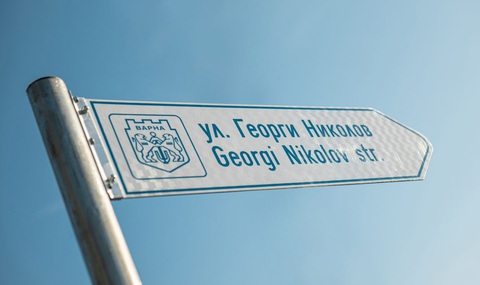 ВАРНА
ул. Георги Николов
Georgi Nikolov str.